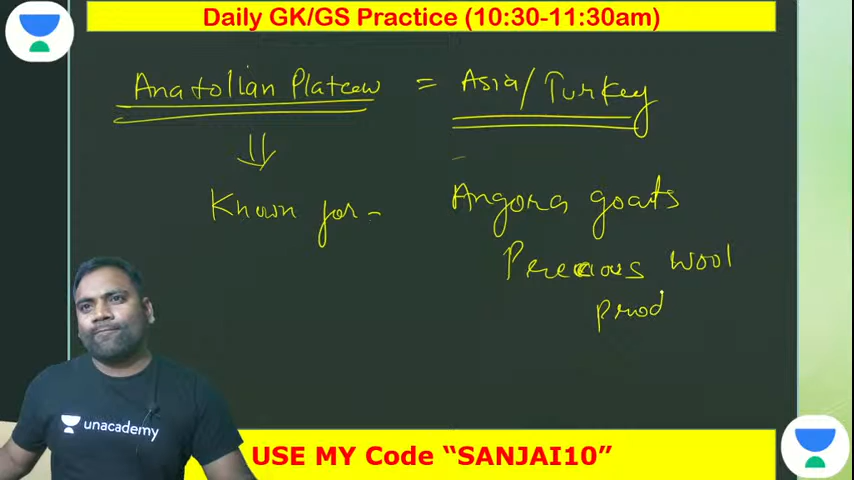 Daily GK/GS Practice (10:30-11:30am)
Anatolian Plateau = Asia/Turkey
Known for-
Angora goats
Precious wool
prod
unacademy
USE MY Code “SANJAI10”